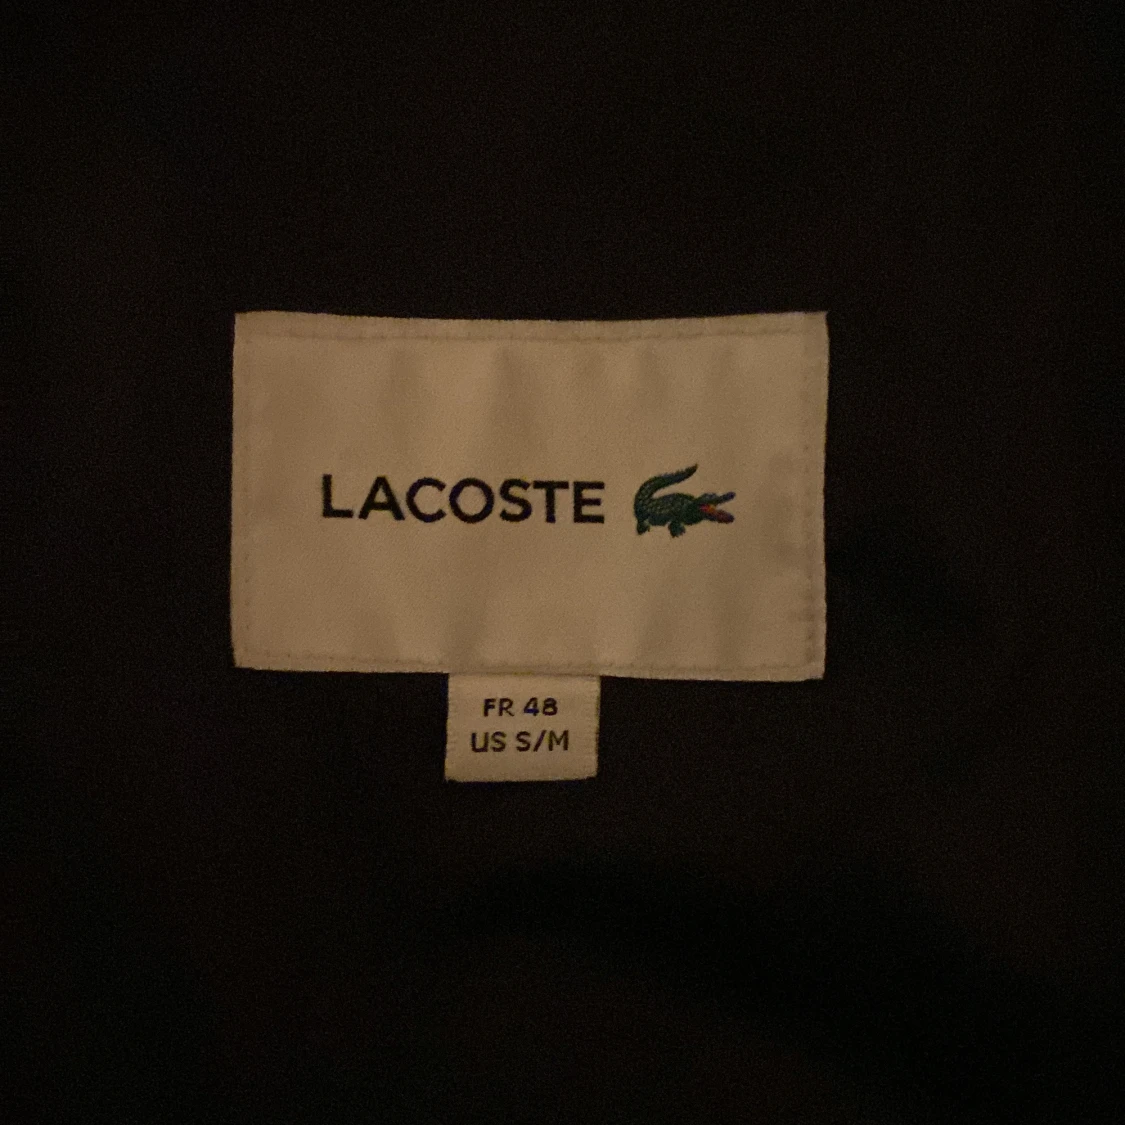 LACOSTE
FR 48
US S/M